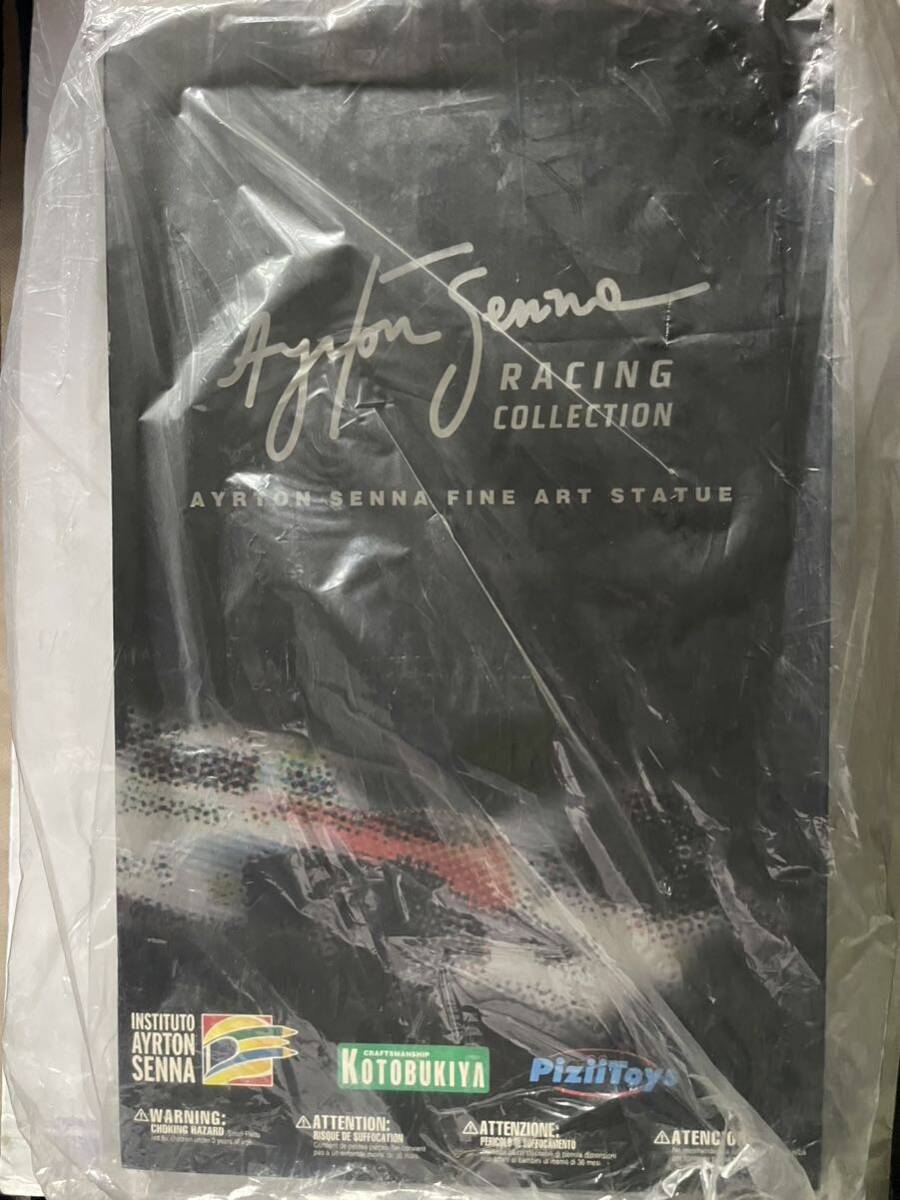 Ayrton Senna
RACING
COLLECTION
AYRTON SENNA FINE ART STATUE
INSTITUTO
AYRTON
SENNA
CRAFTSMANSHIP
KOTOBUKIYA
PiziiToys
WARNING:
CHOKING HAZARD
ATTENTION:
RISQUE DE SUFFOCATION
ATTENZIONE:
PERICOLO DI SUFFOCAMENTO